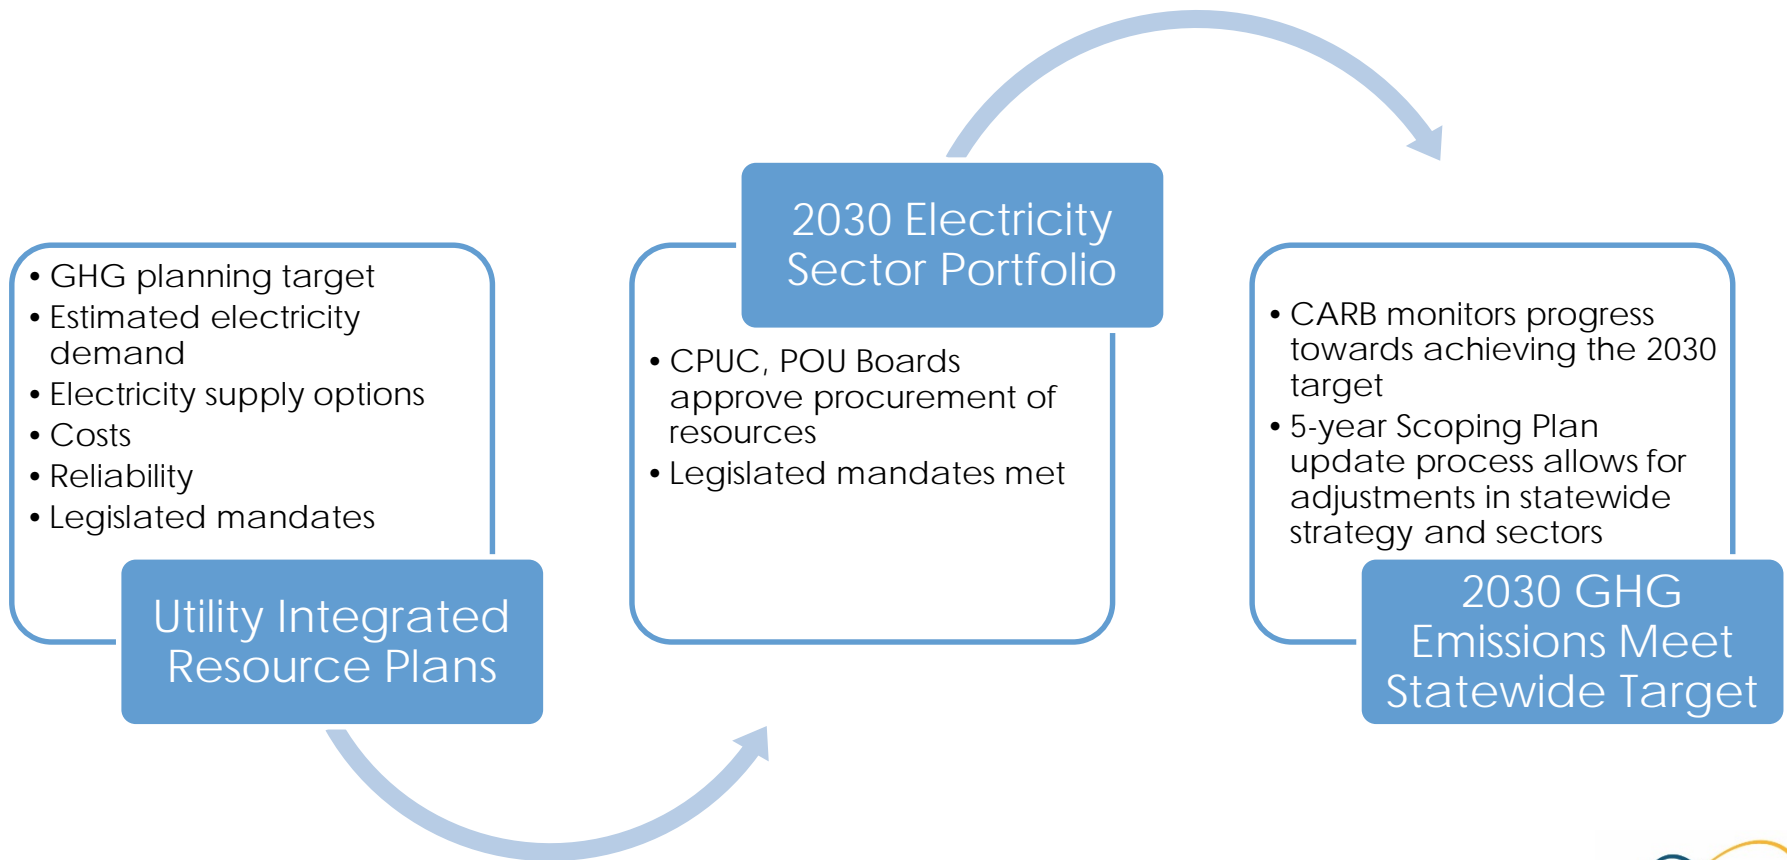 • GHG planning target
• Estimated electricity
demand
• Electricity supply options
• Costs
• Reliability
• Legislated mandates
Utility Integrated
Resource Plans
2030 Electricity
Sector Portfolio
• CPUC, POU Boards
approve procurement of
resources
• Legislated mandates met
• CARB monitors progress
towards achieving the 2030
target
• 5-year Scoping Plan
update process allows for
adjustments in statewide
strategy and sectors
2030 GHG
Emissions Meet
Statewide Target